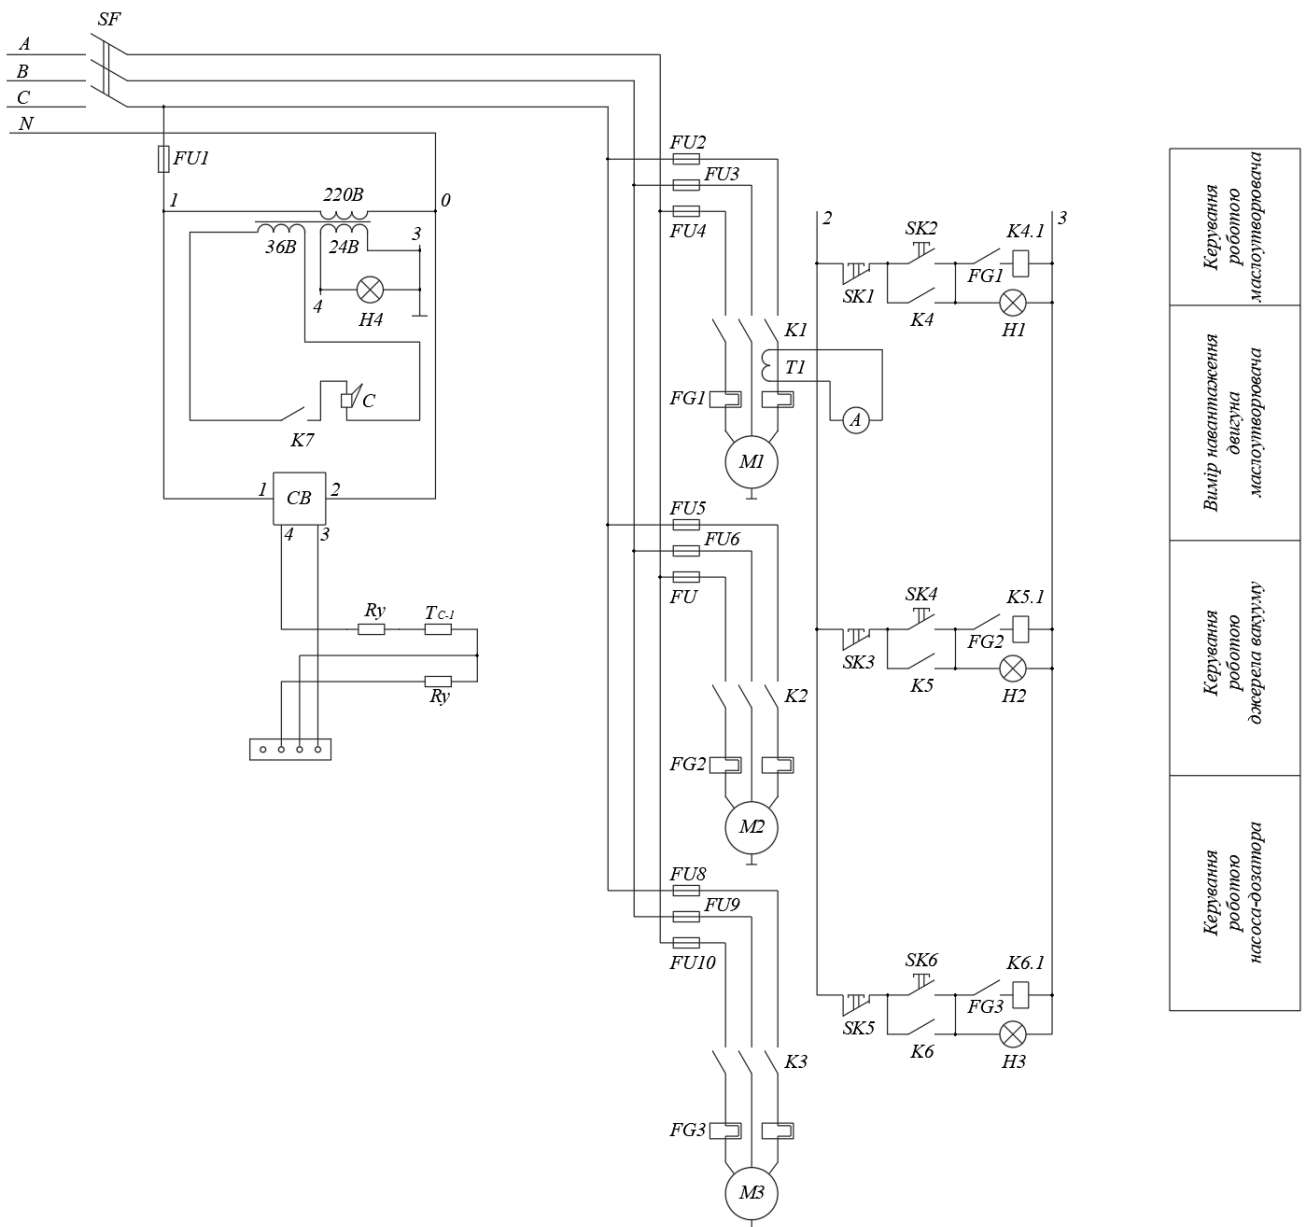 SF
A
B
C
N
FU1
1
220В
0
36В
24В
3
4
H4
C
K7
1
CB
2
4
3
Ry
TC-1
Ry
FU2
FU3
FU4
K1
T1
FG1
A
M1
FU5
FU6
FU
K2
FG2
M2
FU8
FU9
FU10
K3
FG3
M3
2
3
SK2
K4.1
SK1
FG1
K4
H1
SK4
K5.1
SK3
FG2
K5
H2
SK6
K6.1
SK5
FG3
K6
H3
Керування
роботою
маслоутворювача
Вимір навантаження
двигуна
маслоутворювача
Керування
роботою
джерела вакууму
Керування
роботою
насоса-дозатора